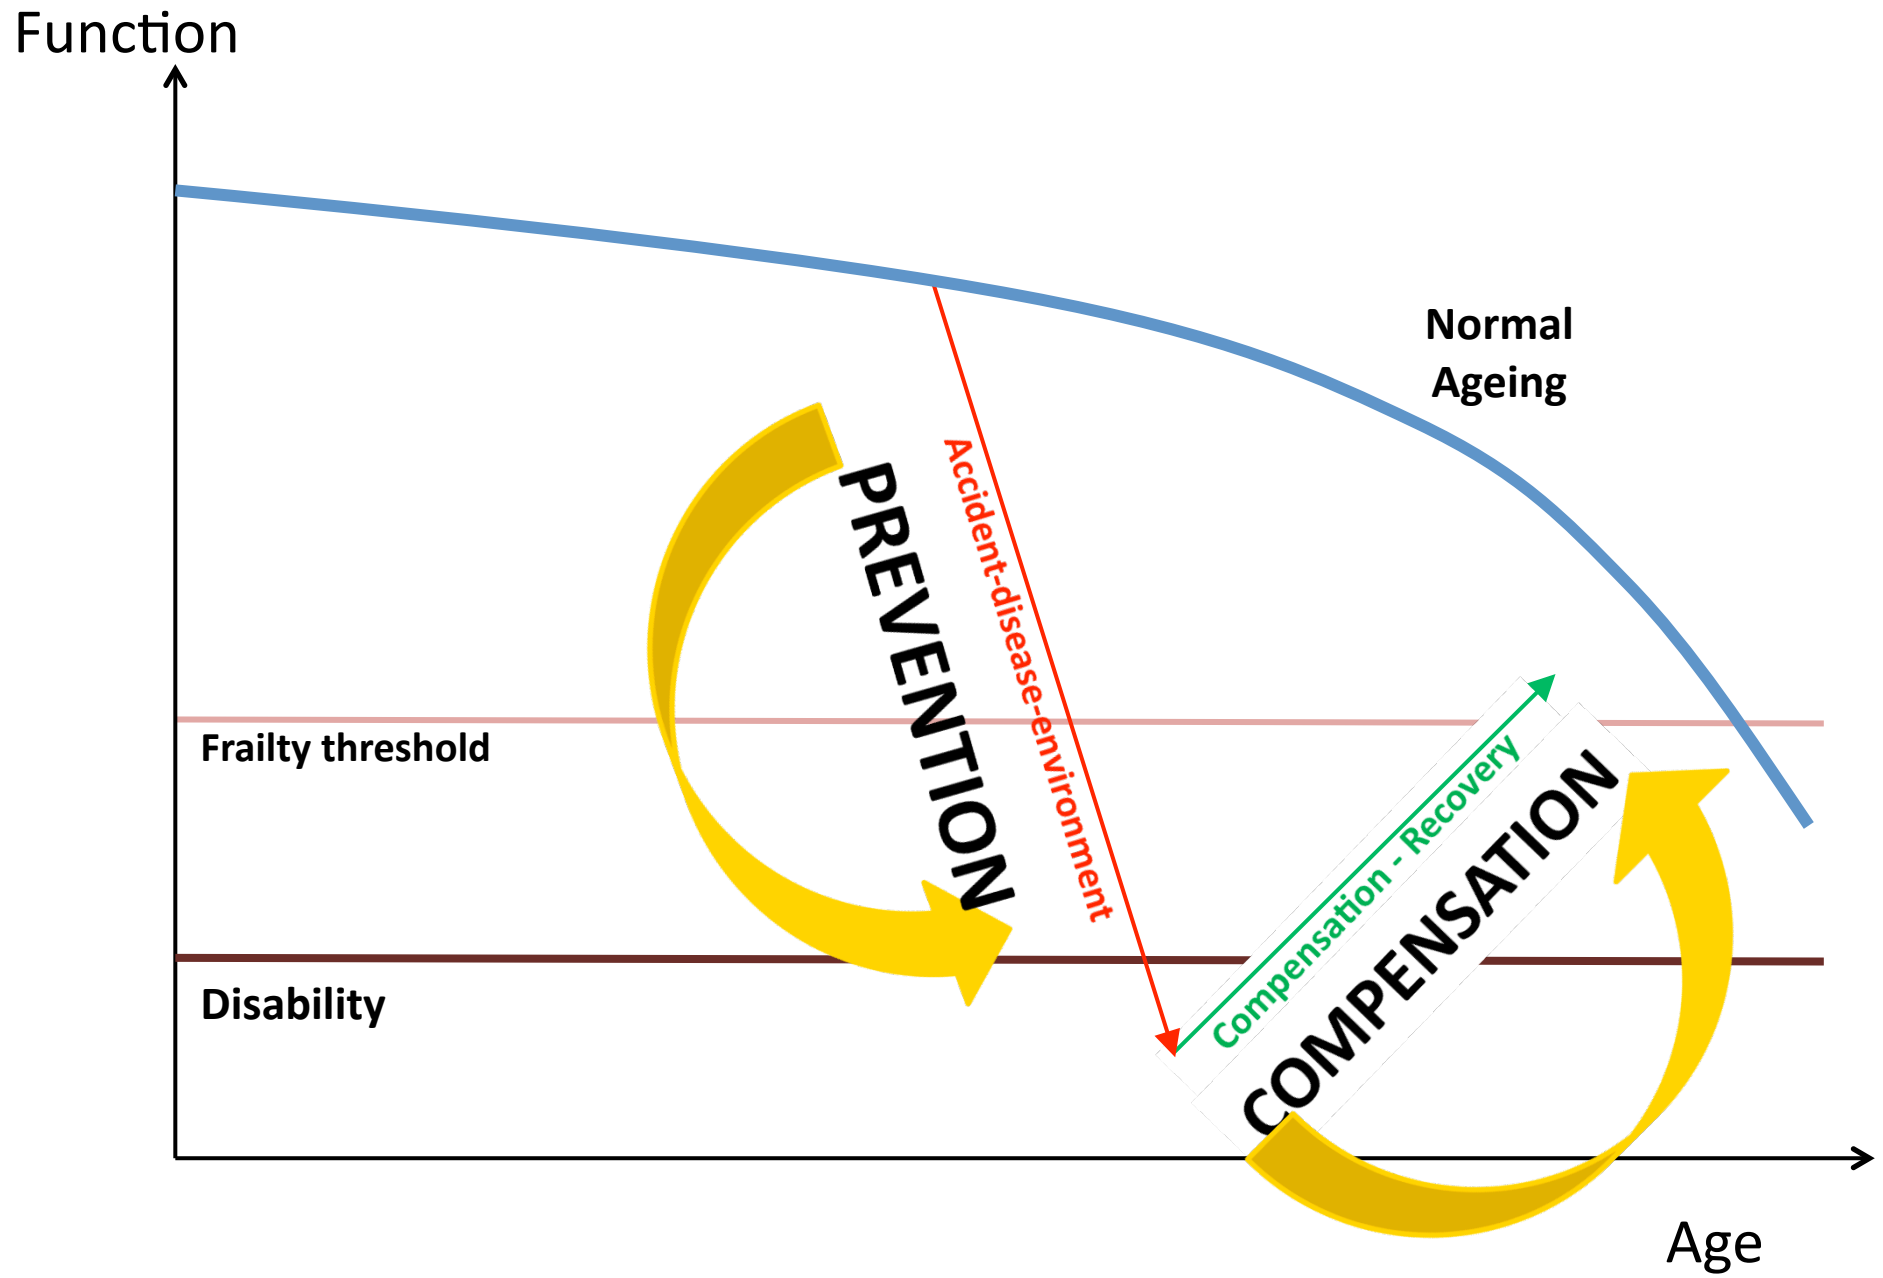 Function
Normal
Ageing
PREVENTION
Accident-disease-environment
Frailty threshold
Compensation - Recovery
COMPENSATION
Disability
Age